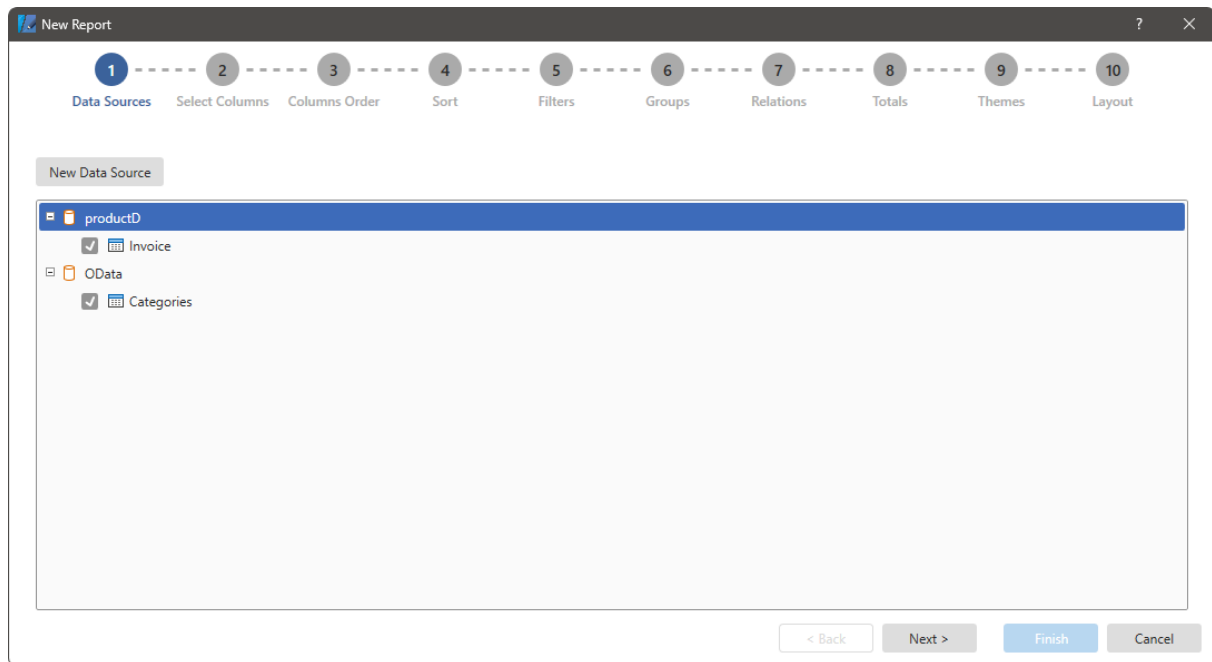 New Report ?
1 2 3 4 5 6 7 8 9 10
Data Sources Select Columns Columns Order Sort Filters Groups Relations Totals Themes Layout
New Data Source
productD
Invoice
OData
Categories
< Back Next > Finish Cancel